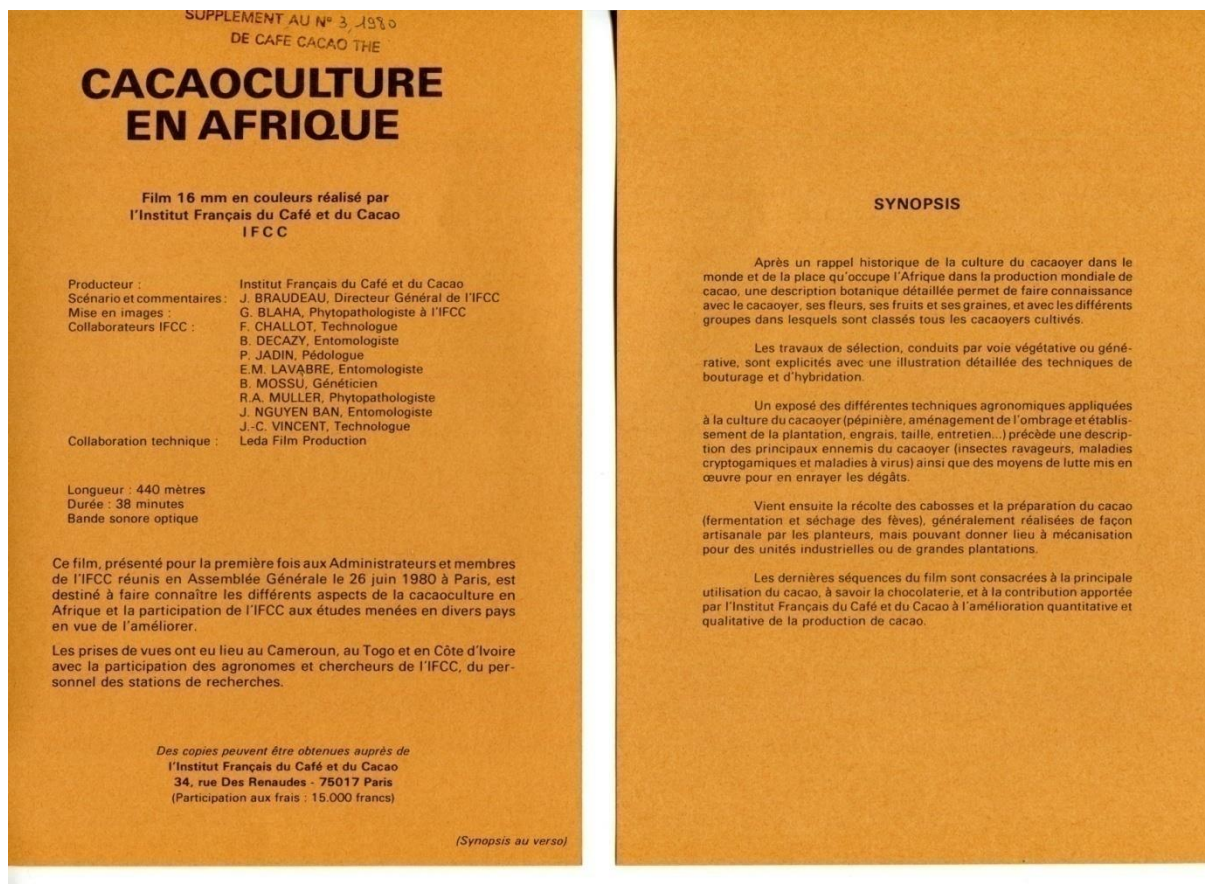 SUPPLEMENT AU Nº 3, 1980
DE CAFE CACAO THE
CACAOCULTURE
EN AFRIQUE
Film 16 mm en couleurs réalisé par
l'Institut Français du Café et du Cacao
IFCC
Producteur : Institut Français du Café et du Cacao
Scénario et commentaires : J. BRAUDEAU, Directeur Général de l'IFCC
Mise en images : G. BLAHA, Phytopathologiste à l'IFCC
Collaborateurs IFCC : F. CHALLOT, Technologue
B. DECAZY, Entomologiste
P. JADIN, Pédologue
E.M. LAVABRE, Entomologiste
B. MOSSU, Généticien
R.A. MULLER, Phytopathologiste
J. NGUYEN BAN, Entomologiste
J.-C. VINCENT, Technologue
Collaboration technique : Leda Film Production
Longueur : 440 mètres
Durée : 38 minutes
Bande sonore optique
Ce film, présenté pour la première fois aux Administrateurs et membres
de l'IFCC réunis en Assemblée Générale le 26 juin 1980 à Paris, est
destiné à faire connaître les différents aspects de la cacaoculture en
Afrique et la participation de l'IFCC aux études menées en divers pays
en vue de l'améliorer.
Les prises de vues ont eu lieu au Cameroun, au Togo et en Côte d'Ivoire
avec la participation des agronomes et chercheurs de l'IFCC, du per-
sonnel des stations de recherches.
Des copies peuvent être obtenues auprès de
l'Institut Français du Café et du Cacao
34, rue Des Renaudes - 75017 Paris
(Participation aux frais : 15.000 francs)
(Synopsis au verso)
SYNOPSIS
Après un rappel historique de la culture du cacaoyer dans le
monde et de la place qu'occupe l'Afrique dans la production mondiale de
cacao, une description botanique détaillée permet de faire connaissance
avec le cacaoyer, ses fleurs, ses fruits et ses graines, et avec les différents
groupes dans lesquels sont classés tous les cacaoyers cultivés.
Les travaux de sélection, conduits par voie végétative ou géné-
rative, sont explicités avec une illustration détaillée des techniques de
bouturage et d'hybridation.
Un exposé des différentes techniques agronomiques appliquées
à la culture du cacaoyer (pépinière, aménagement de l'ombrage et établis-
sement de la plantation, engrais, taille, entretien...) précède une descrip-
tion des principaux ennemis du cacaoyer (insectes ravageurs, maladies
cryptogamiques et maladies à virus) ainsi que des moyens de lutte mis en
œuvre pour en enrayer les dégâts.
Vient ensuite la récolte des cabosses et la préparation du cacao
(fermentation et séchage des fèves), généralement réalisées de façon
artisanale par les planteurs, mais pouvant donner lieu à mécanisation
pour des unités industrielles ou de grandes plantations.
Les dernières séquences du film sont consacrées à la principale
utilisation du cacao, à savoir la chocolaterie, et à la contribution apportée
par l'Institut Français du Café et du Cacao à l'amélioration quantitative et
qualitative de la production de cacao.